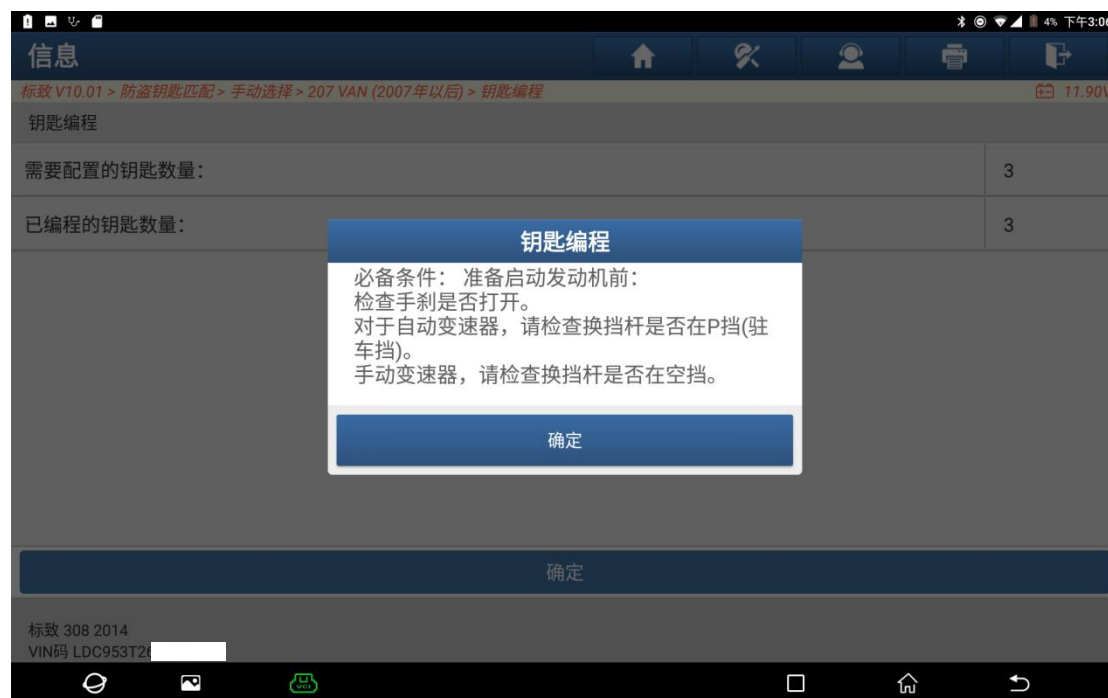 4% 下午3:06
信息
标致 V10.01 > 防盗钥匙匹配 > 手动选择 > 207 VAN (2007年以后) > 钥匙编程 11.90V
钥匙编程
需要配置的钥匙数量： 3
已编程的钥匙数量： 3
钥匙编程
必备条件： 准备启动发动机前：
检查手刹是否打开。
对于自动变速器，请检查换挡杆是否在P挡(驻
车挡)。
手动变速器，请检查换挡杆是否在空挡。
确定
确定
标致 308 2014
VIN码 LDC953T26
VCI